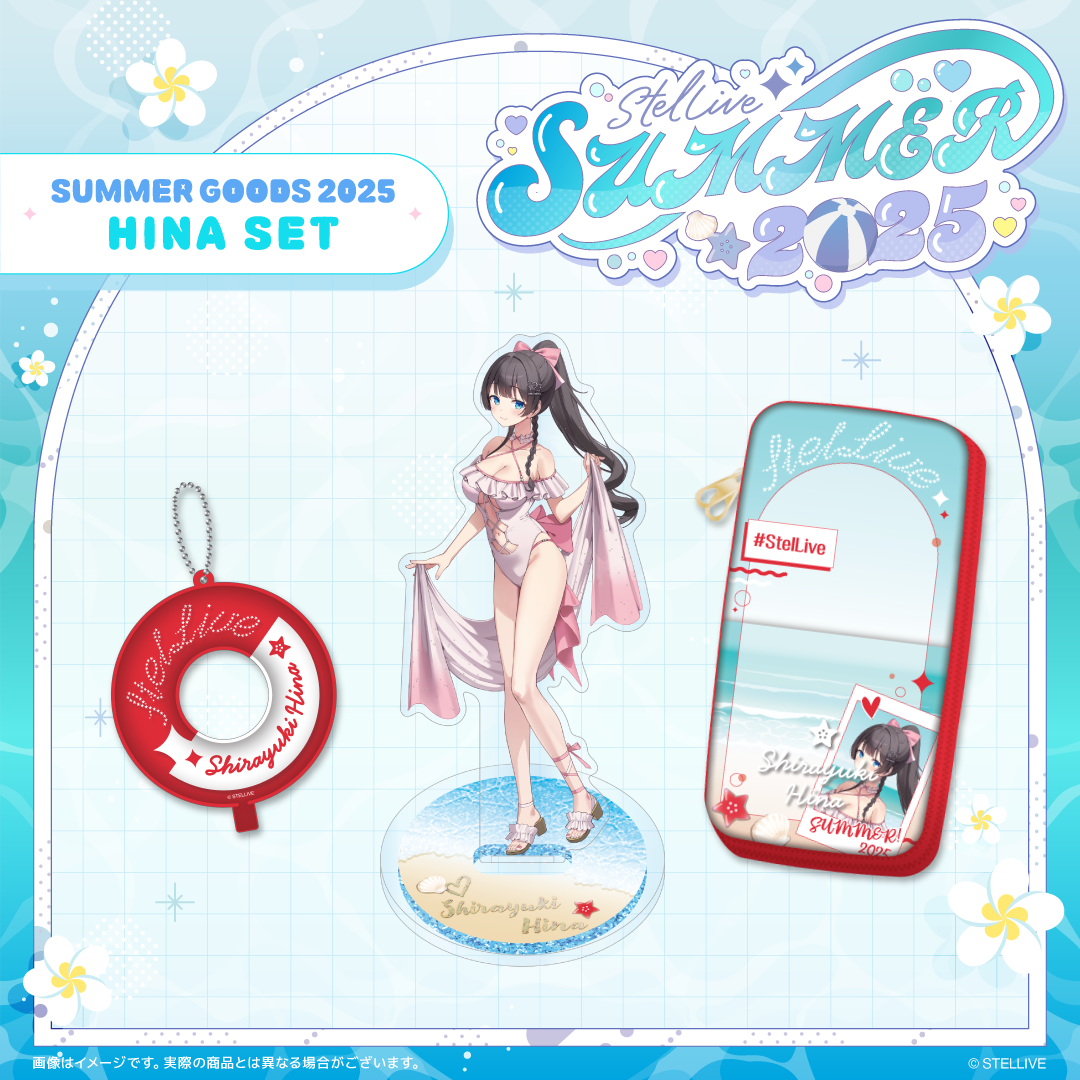 StelLive
SUMMER
2025
SUMMER GOODS 2025
HINA SET
StelLive
Shirayuki Hina
© STELLIVE
Shirayuki
Hina
StelLive
#StelLive
Shirayuki
Hina
SUMMER!
2025
画像はイメージです。実際の商品とは異なる場合がございます。
© STELLIVE